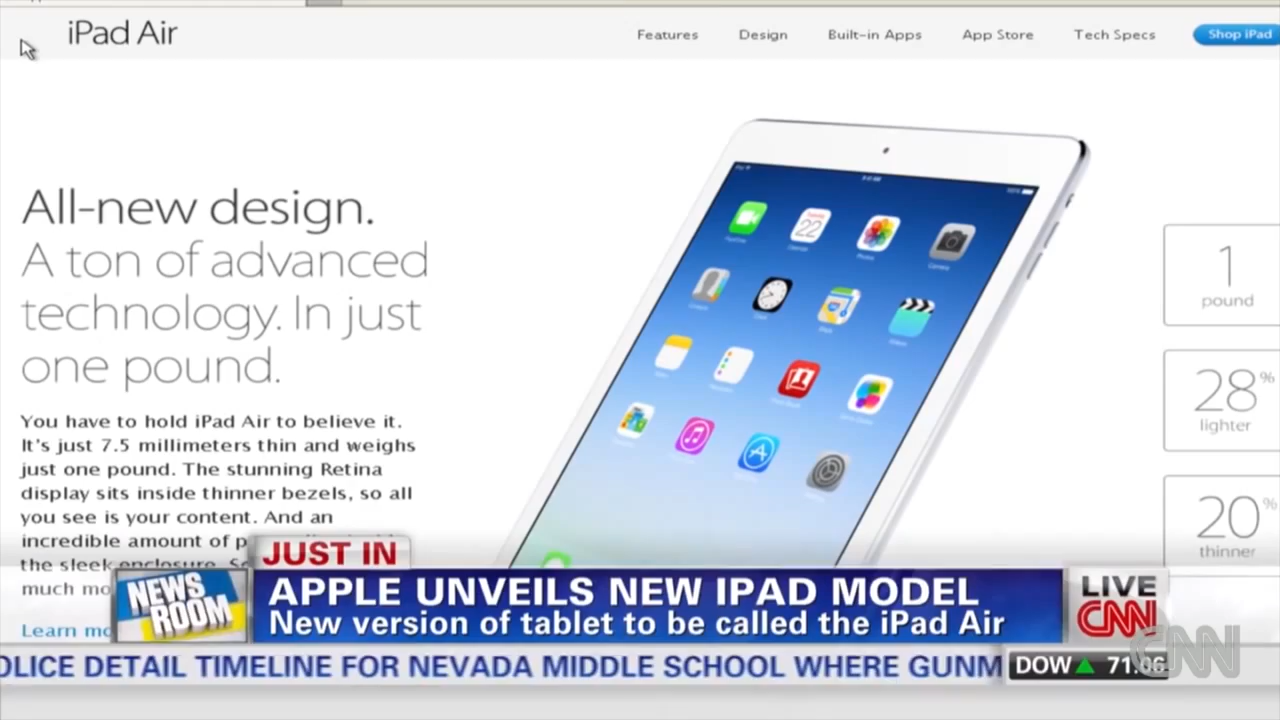 iPad Air
Features
Design
Built-in Apps
App Store
Tech Specs
Shop iPad
All-new design.
A ton of advanced
technology. In just
one pound.
You have to hold iPad Air to believe it.
It's just 7.5 millimeters thin and weighs
just one pound. The stunning Retina
display sits inside thinner bezels, so all
you see is your content. And an
incredible amount of
the sleek enclosure.
much
Learn
22
1
pound
28%
lighter
20%
thinner
JUST IN
NEWS
ROOM
APPLE UNVEILS NEW IPAD MODEL
New version of tablet to be called the iPad Air
LIVE
CNN
CNN
OLICE DETAIL TIMELINE FOR NEVADA MIDDLE SCHOOL WHERE GUNM
DOW ▲ 71.06